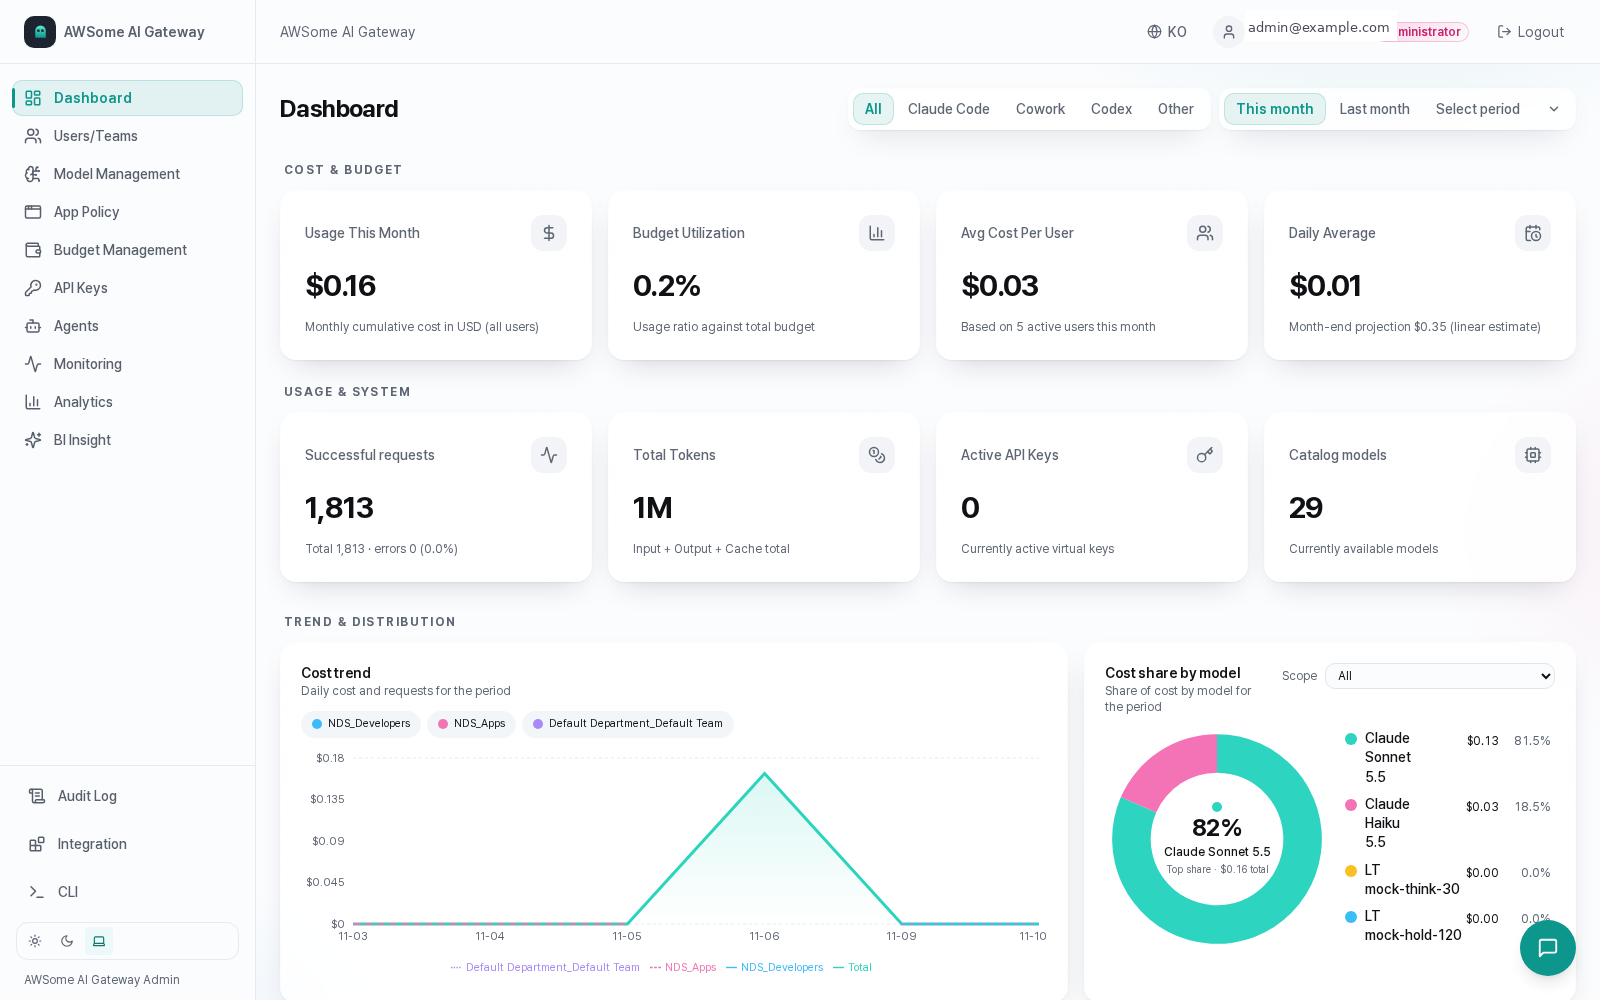 AWSome AI Gateway
AWSome AI Gateway
KO
admin@example.com
ministrator
Logout
Dashboard
Users/Teams
Model Management
App Policy
Budget Management
API Keys
Agents
Monitoring
Analytics
BI Insight
Audit Log
Integration
CLI
AWSome AI Gateway Admin
Dashboard
All
Claude Code
Cowork
Codex
Other
This month
Last month
Select period
COST & BUDGET
Usage This Month
$0.16
Monthly cumulative cost in USD (all users)
Budget Utilization
0.2%
Usage ratio against total budget
Avg Cost Per User
$0.03
Based on 5 active users this month
Daily Average
$0.01
Month-end projection $0.35 (linear estimate)
USAGE & SYSTEM
Successful requests
1,813
Total 1,813 · errors 0 (0.0%)
Total Tokens
1M
Input + Output + Cache total
Active API Keys
0
Currently active virtual keys
Catalog models
29
Currently available models
TREND & DISTRIBUTION
Cost trend
Daily cost and requests for the period
NDS_Developers
NDS_Apps
Default Department_Default Team
$0.18
$0.135
$0.09
$0.045
$0
11-03
11-04
11-05
11-06
11-09
11-10
Default Department_Default Team
NDS_Apps
NDS_Developers
Total
Cost share by model
Share of cost by model for
the period
Scope
All
82%
Claude Sonnet 5.5
Top share · $0.16 total
Claude
Sonnet
5.5
$0.13
81.5%
Claude
Haiku
5.5
$0.03
18.5%
LT
mock-think-30
$0.00
0.0%
LT
mock-hold-120
$0.00
0.0%